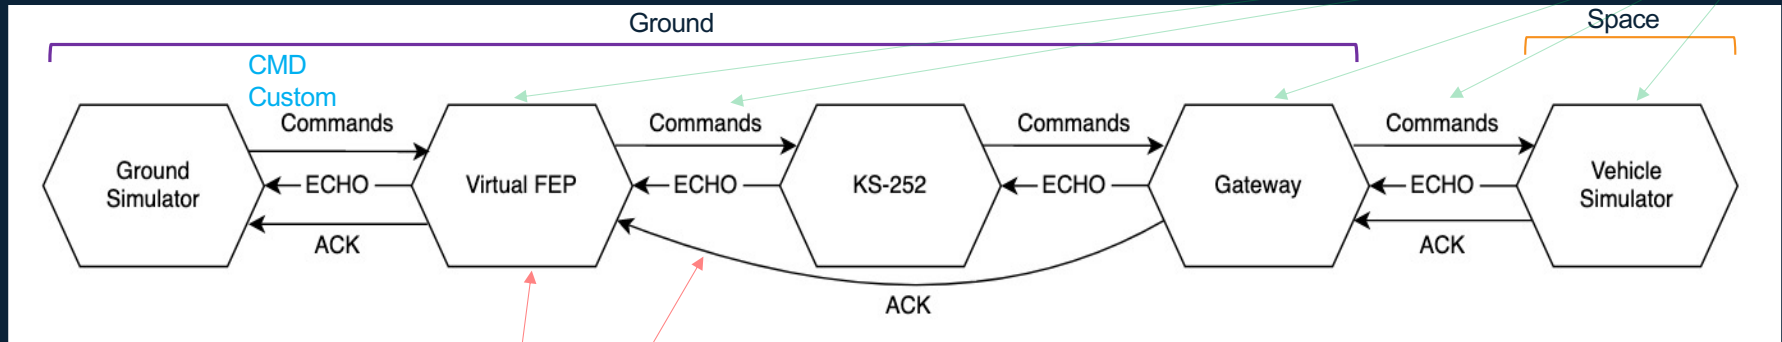 Ground
Space
CMD
Custom
Commands
Commands
Commands
Commands
Ground
Simulator
ECHO
Virtual FEP
ECHO
KS-252
ECHO
Gateway
ECHO
Vehicle
Simulator
ACK
ACK
ACK